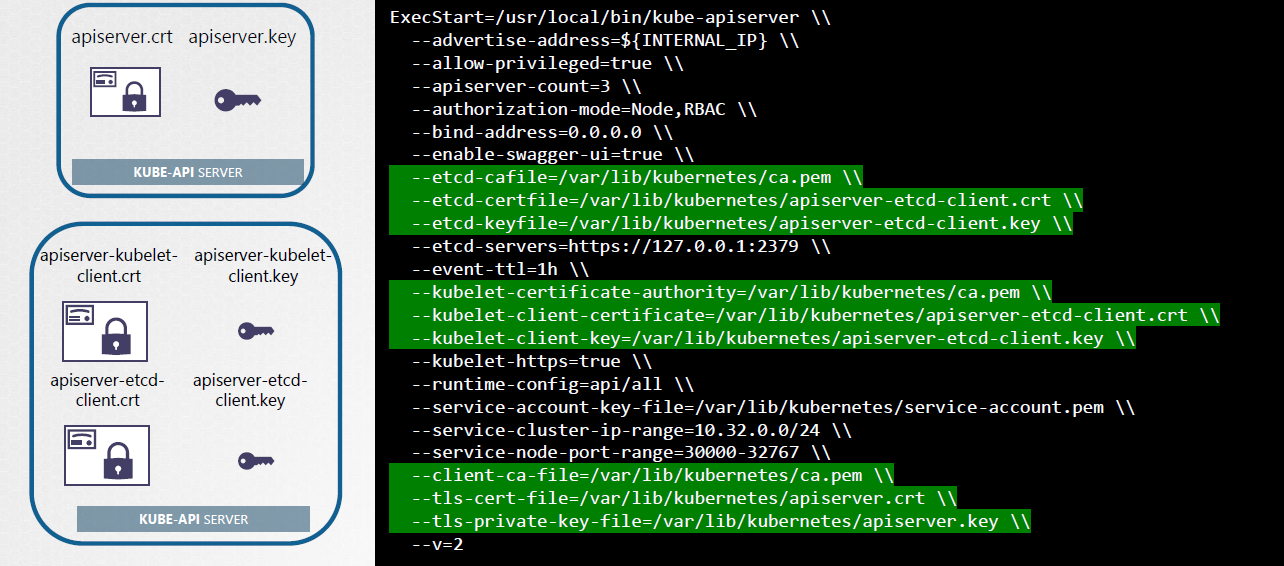 apiserver.crt apiserver.key
KUBE-API SERVER
apiserver-kubelet- apiserver-kubelet-
client.crt client.key
apiserver-etcd- apiserver-etcd-
client.crt client.key
KUBE-API SERVER
ExecStart=/usr/local/bin/kube-apiserver \\
--advertise-address=${INTERNAL_IP} \\
--allow-privileged=true \\
--apiserver-count=3 \\
--authorization-mode=Node,RBAC \\
--bind-address=0.0.0.0 \\
--enable-swagger-ui=true \\
--etcd-cafile=/var/lib/kubernetes/ca.pem \\
--etcd-certfile=/var/lib/kubernetes/apiserver-etcd-client.crt \\
--etcd-keyfile=/var/lib/kubernetes/apiserver-etcd-client.key \\
--etcd-servers=https://127.0.0.1:2379 \\
--event-ttl=1h \\
--kubelet-certificate-authority=/var/lib/kubernetes/ca.pem \\
--kubelet-client-certificate=/var/lib/kubernetes/apiserver-etcd-client.crt \\
--kubelet-client-key=/var/lib/kubernetes/apiserver-etcd-client.key \\
--kubelet-https=true \\
--runtime-config=api/all \\
--service-account-key-file=/var/lib/kubernetes/service-account.pem \\
--service-cluster-ip-range=10.32.0.0/24 \\
--service-node-port-range=30000-32767 \\
--client-ca-file=/var/lib/kubernetes/ca.pem \\
--tls-cert-file=/var/lib/kubernetes/apiserver.crt \\
--tls-private-key-file=/var/lib/kubernetes/apiserver.key \\
--v=2